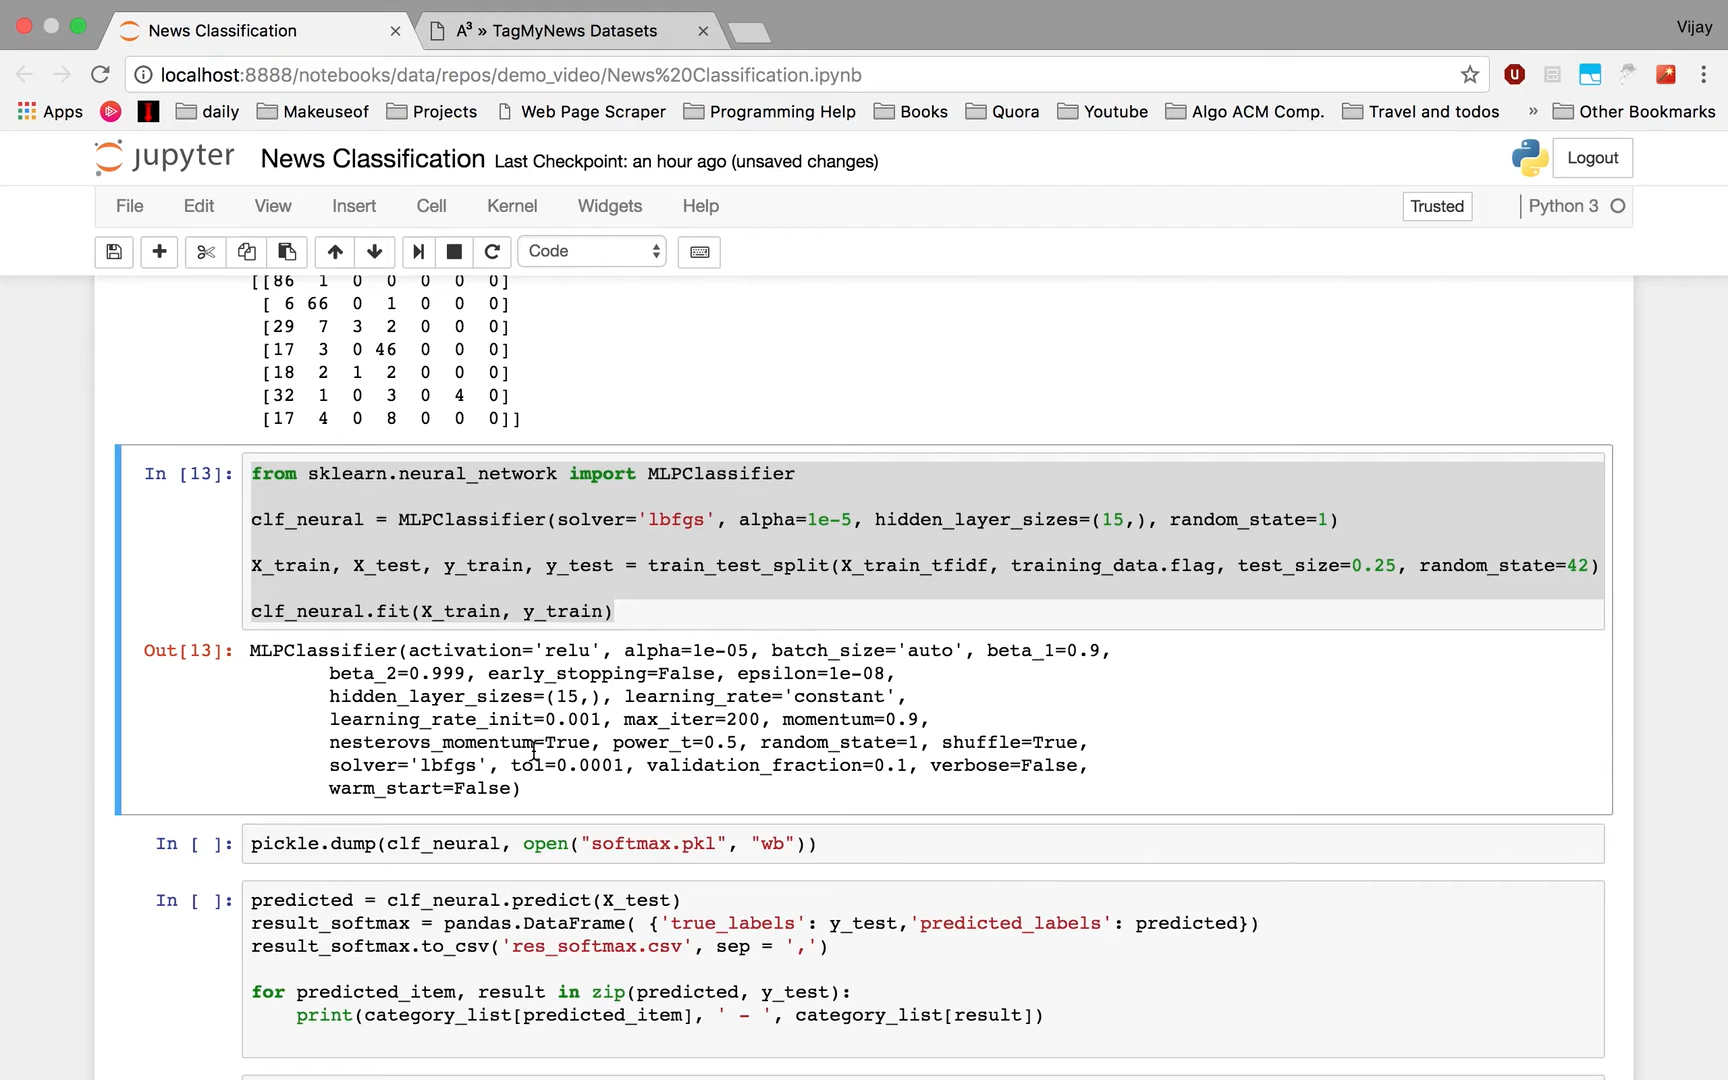 News Classification
A³ » TagMyNews Datasets
Vijay
localhost:8888/notebooks/data/repos/demo_video/News%20Classification.ipynb
Apps daily Makeuseof Projects Web Page Scraper Programming Help Books Quora Youtube Algo ACM Comp. Travel and todos » Other Bookmarks
jupyter News Classification Last Checkpoint: an hour ago (unsaved changes) Logout
File Edit View Insert Cell Kernel Widgets Help Trusted Python 3
Code
[[86 1 0 0 0 0 0]
[ 6 66 0 1 0 0 0]
[29 7 3 2 0 0 0]
[17 3 0 46 0 0 0]
[18 2 1 2 0 0 0]
[32 1 0 3 0 4 0]
[17 4 0 8 0 0 0]]
In [13]: from sklearn.neural_network import MLPClassifier
clf_neural = MLPClassifier(solver='lbfgs', alpha=1e-5, hidden_layer_sizes=(15,), random_state=1)
X_train, X_test, y_train, y_test = train_test_split(X_train_tfidf, training_data.flag, test_size=0.25, random_state=42)
clf_neural.fit(X_train, y_train)
Out[13]: MLPClassifier(activation='relu', alpha=1e-05, batch_size='auto', beta_1=0.9,
beta_2=0.999, early_stopping=False, epsilon=1e-08,
hidden_layer_sizes=(15,), learning_rate='constant',
learning_rate_init=0.001, max_iter=200, momentum=0.9,
nesterovs_momentum=True, power_t=0.5, random_state=1, shuffle=True,
solver='lbfgs', tol=0.0001, validation_fraction=0.1, verbose=False,
warm_start=False)
In [ ]: pickle.dump(clf_neural, open("softmax.pkl", "wb"))
In [ ]: predicted = clf_neural.predict(X_test)
result_softmax = pandas.DataFrame( {'true_labels': y_test,'predicted_labels': predicted})
result_softmax.to_csv('res_softmax.csv', sep = ',')
for predicted_item, result in zip(predicted, y_test):
print(category_list[predicted_item], ' - ', category_list[result])